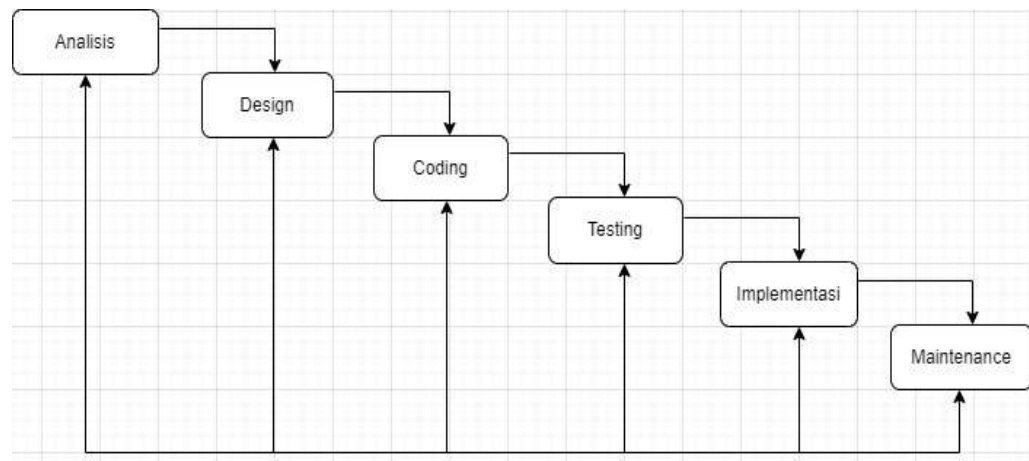 Analisis
Design
Coding
Testing
Implementasi
Maintenance